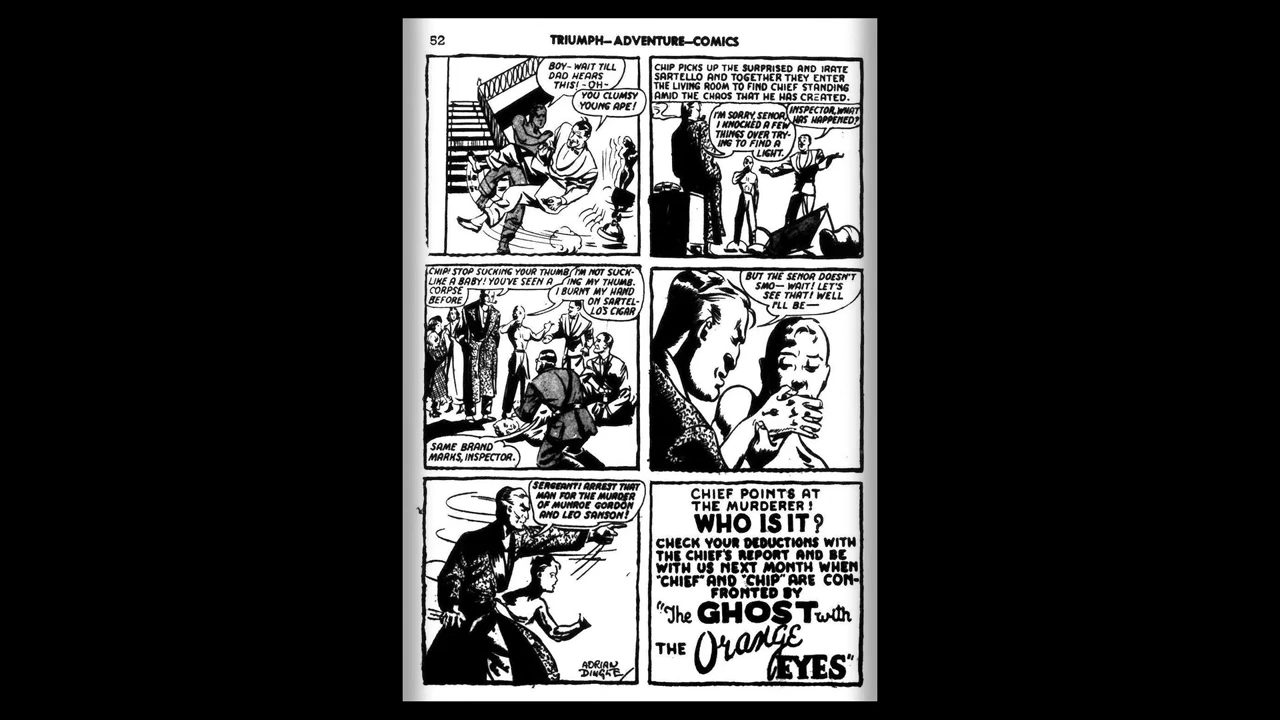 52
TRIUMPH—ADVENTURE—COMICS
BOY- WAIT TILL
DAD HEARS
THIS! - OH-
YOU CLUMSY
YOUNG APE!
CHIP PICKS UP THE SURPRISED AND IRATE
SARTELLO AND TOGETHER THEY ENTER
THE LIVING ROOM TO FIND CHIEF STANDING
AMID THE CHAOS THAT HE HAS CREATED.
I'M SORRY, SENOR,
I KNOCKED A FEW
THINGS OVER TRY-
ING TO FIND A
LIGHT.
INSPECTOR, WHAT
HAS HAPPENED?
CHIP! STOP SUCKING YOUR THUMB
LIKE A BABY! YOU'VE SEEN A
CORPSE
BEFORE
I'M NOT SUCK-
ING MY THUMB.
I BURNT MY HAND
ON SARTEL-
LO'S CIGAR
SAME BRAND
MARKS, INSPECTOR.
BUT THE SENOR DOESN'T
SMO— WAIT! LET'S
SEE THAT! WELL
I'LL BE—
SERGEANT! ARREST THAT
MAN FOR THE MURDER
OF MUNROE GORDON
AND LEO SANSON!
ADRIAN
DINGLE
CHIEF POINTS AT
THE MURDERER!
WHO IS IT?
CHECK YOUR DEDUCTIONS WITH
THE CHIEF'S REPORT AND BE
WITH US NEXT MONTH WHEN
"CHIEF" AND "CHIP" ARE CON-
FRONTED BY
"The GHOST with
THE Orange
EYES"